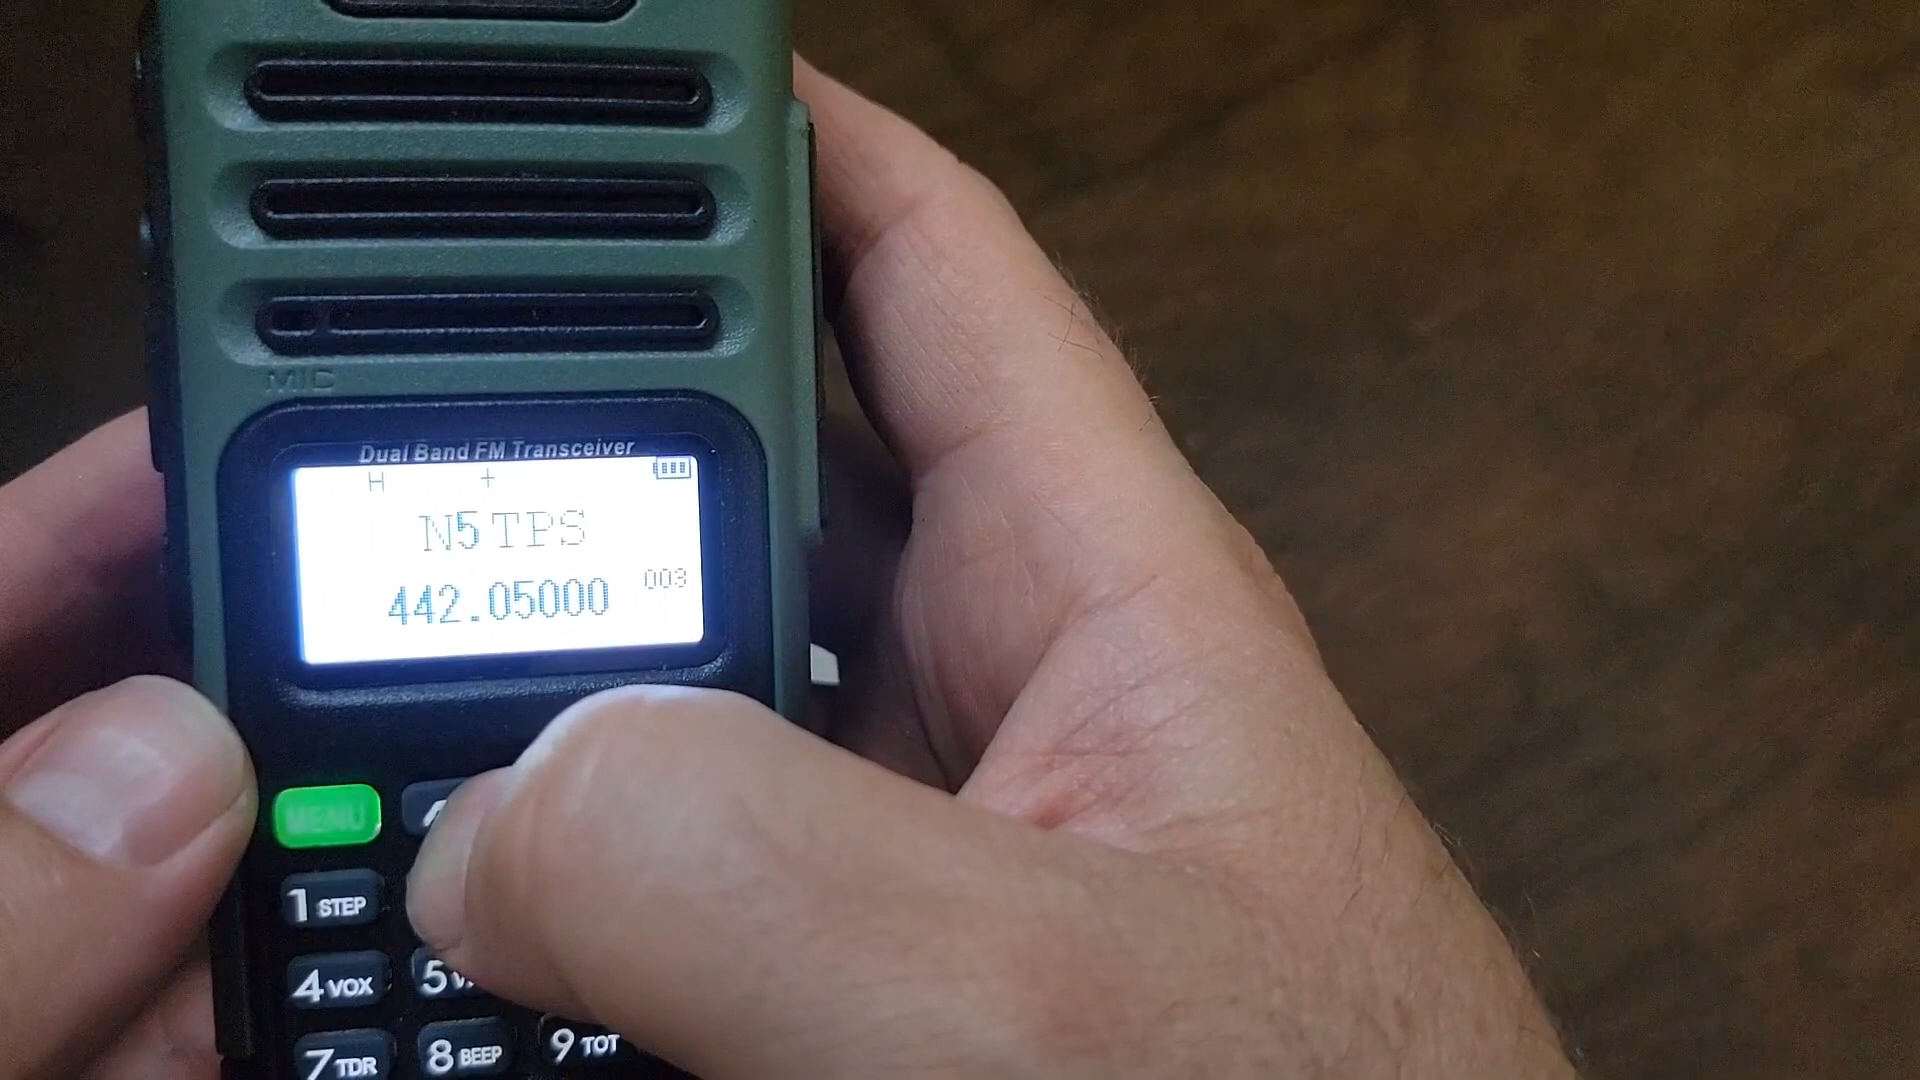 MIC
Dual Band FM Transceiver
H +
N5TPS
442.05000 003
MENU
1 STEP
4 VOX 5
7 TDR 8 BEEP 9 TOT